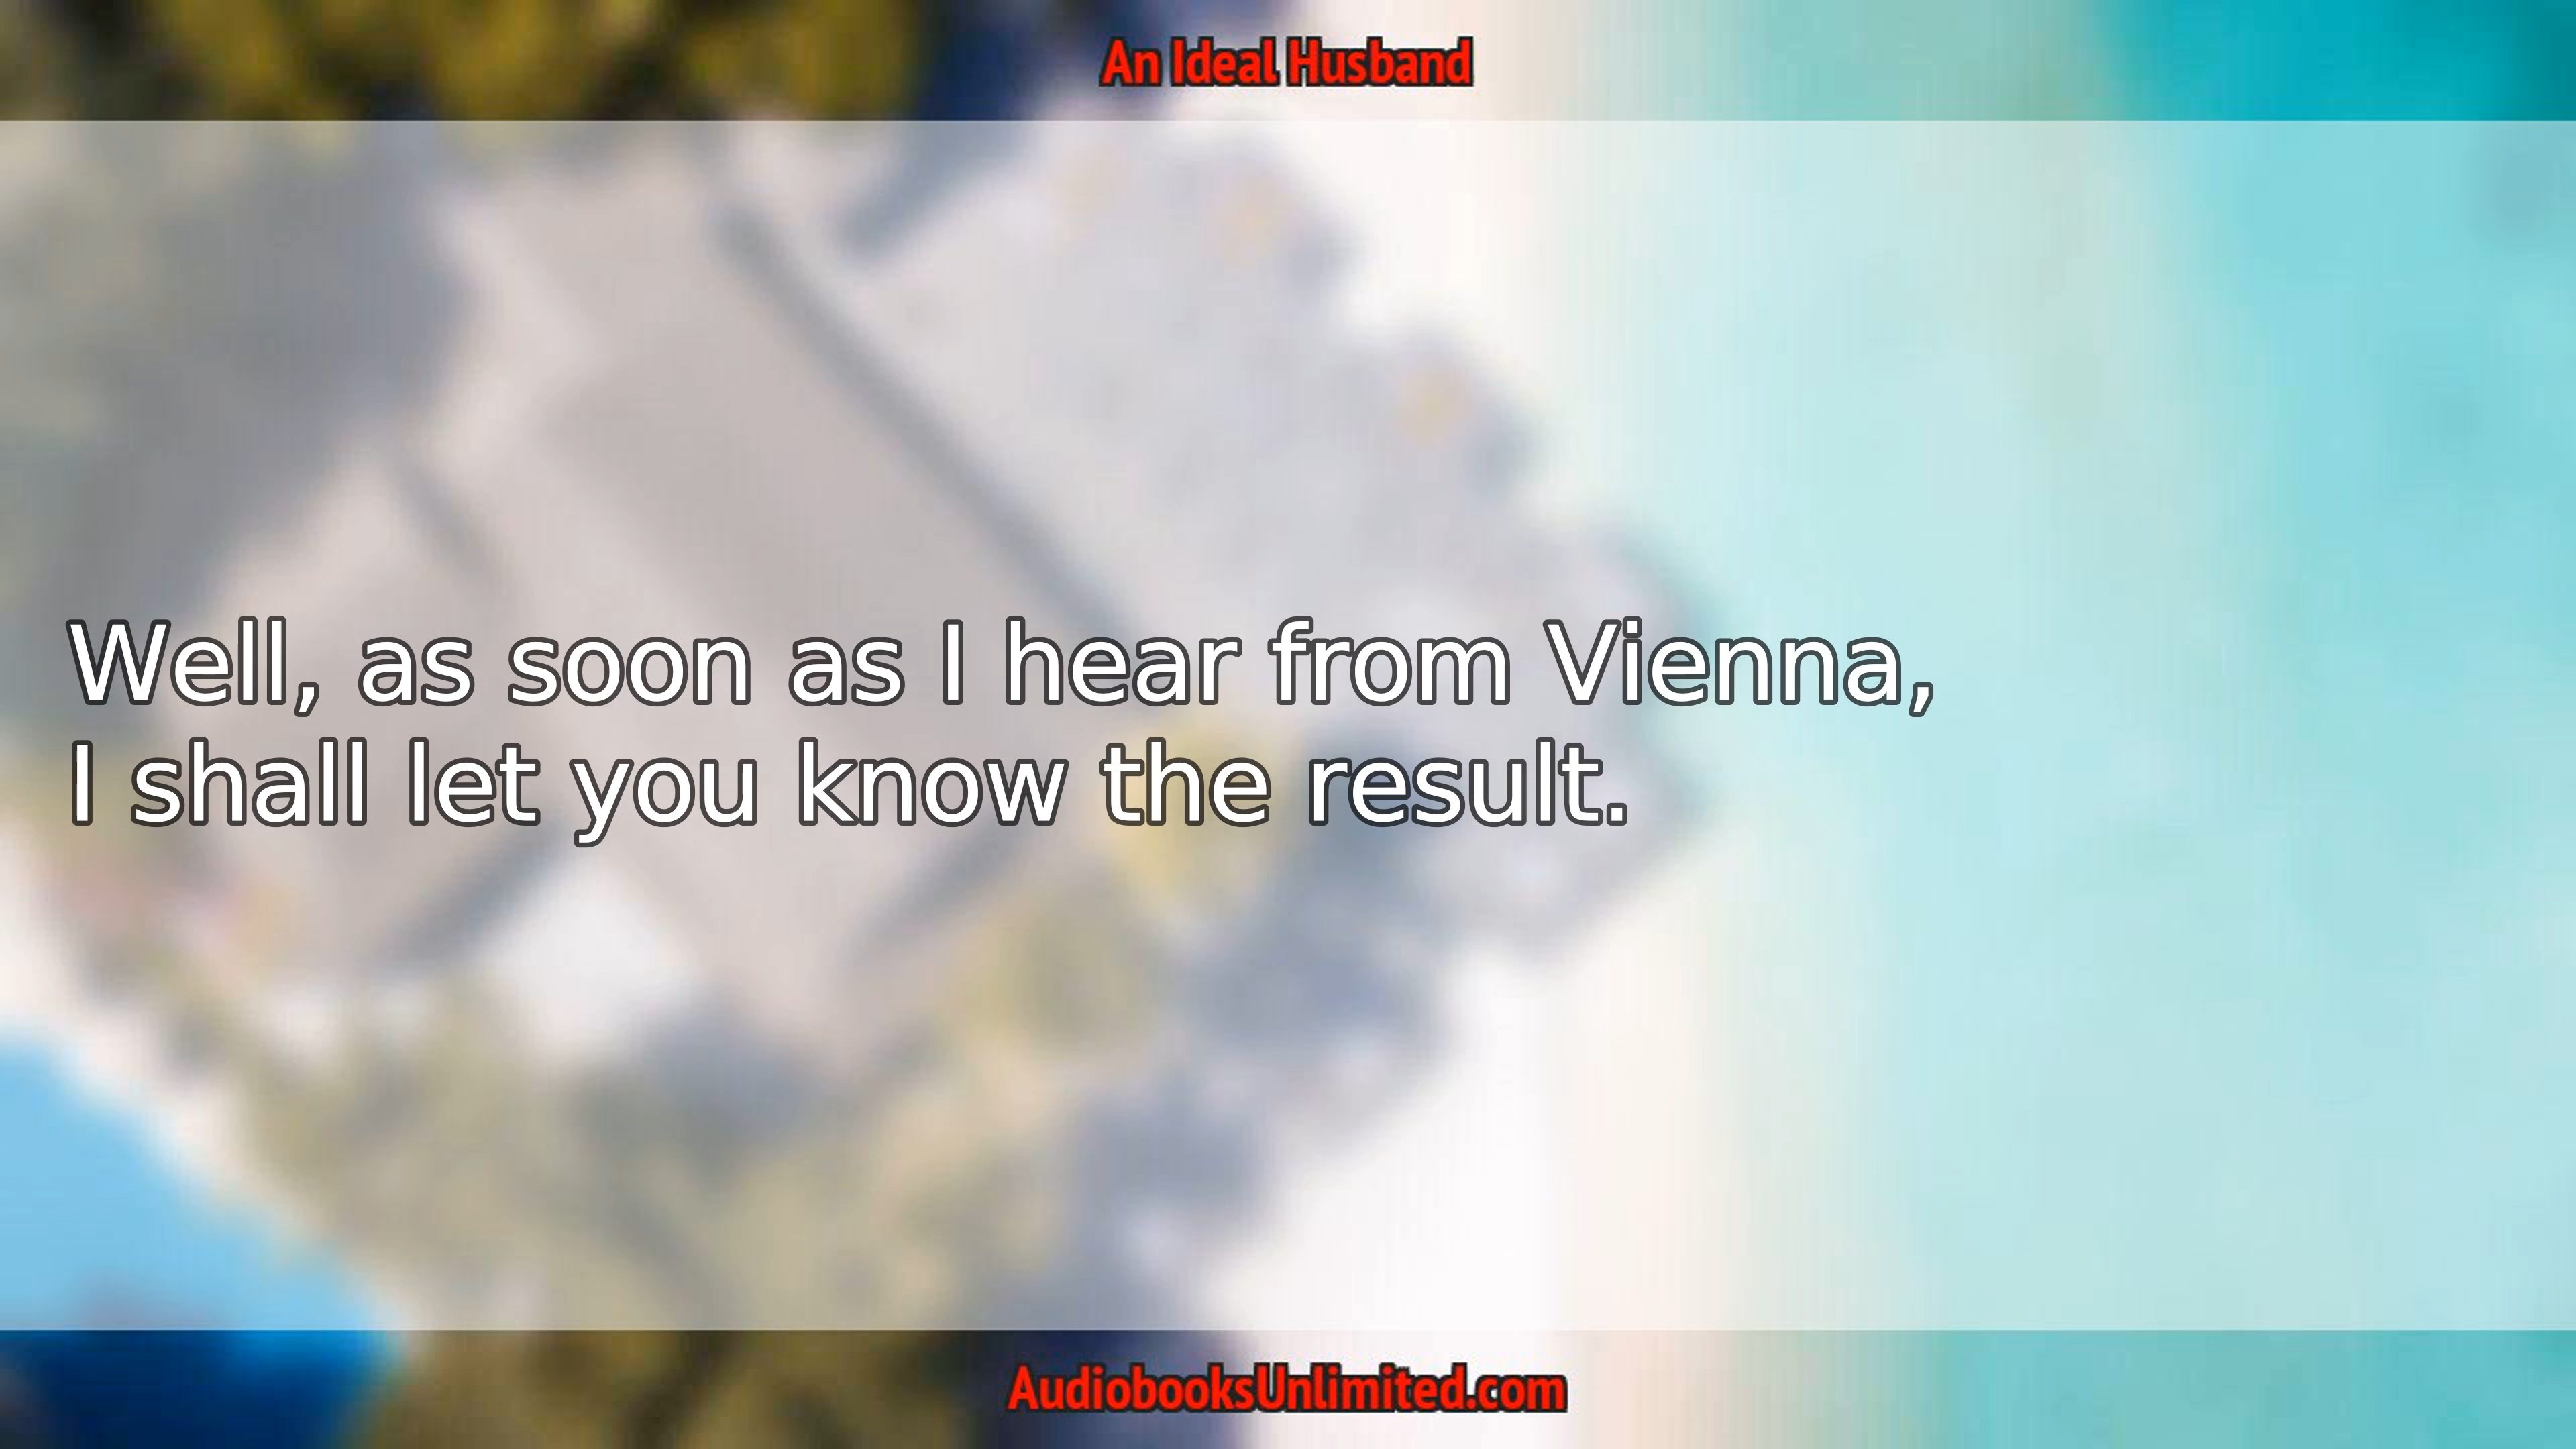 An Ideal Husband
Well, as soon as I hear from Vienna,
I shall let you know the result.
AudiobooksUnlimited.com